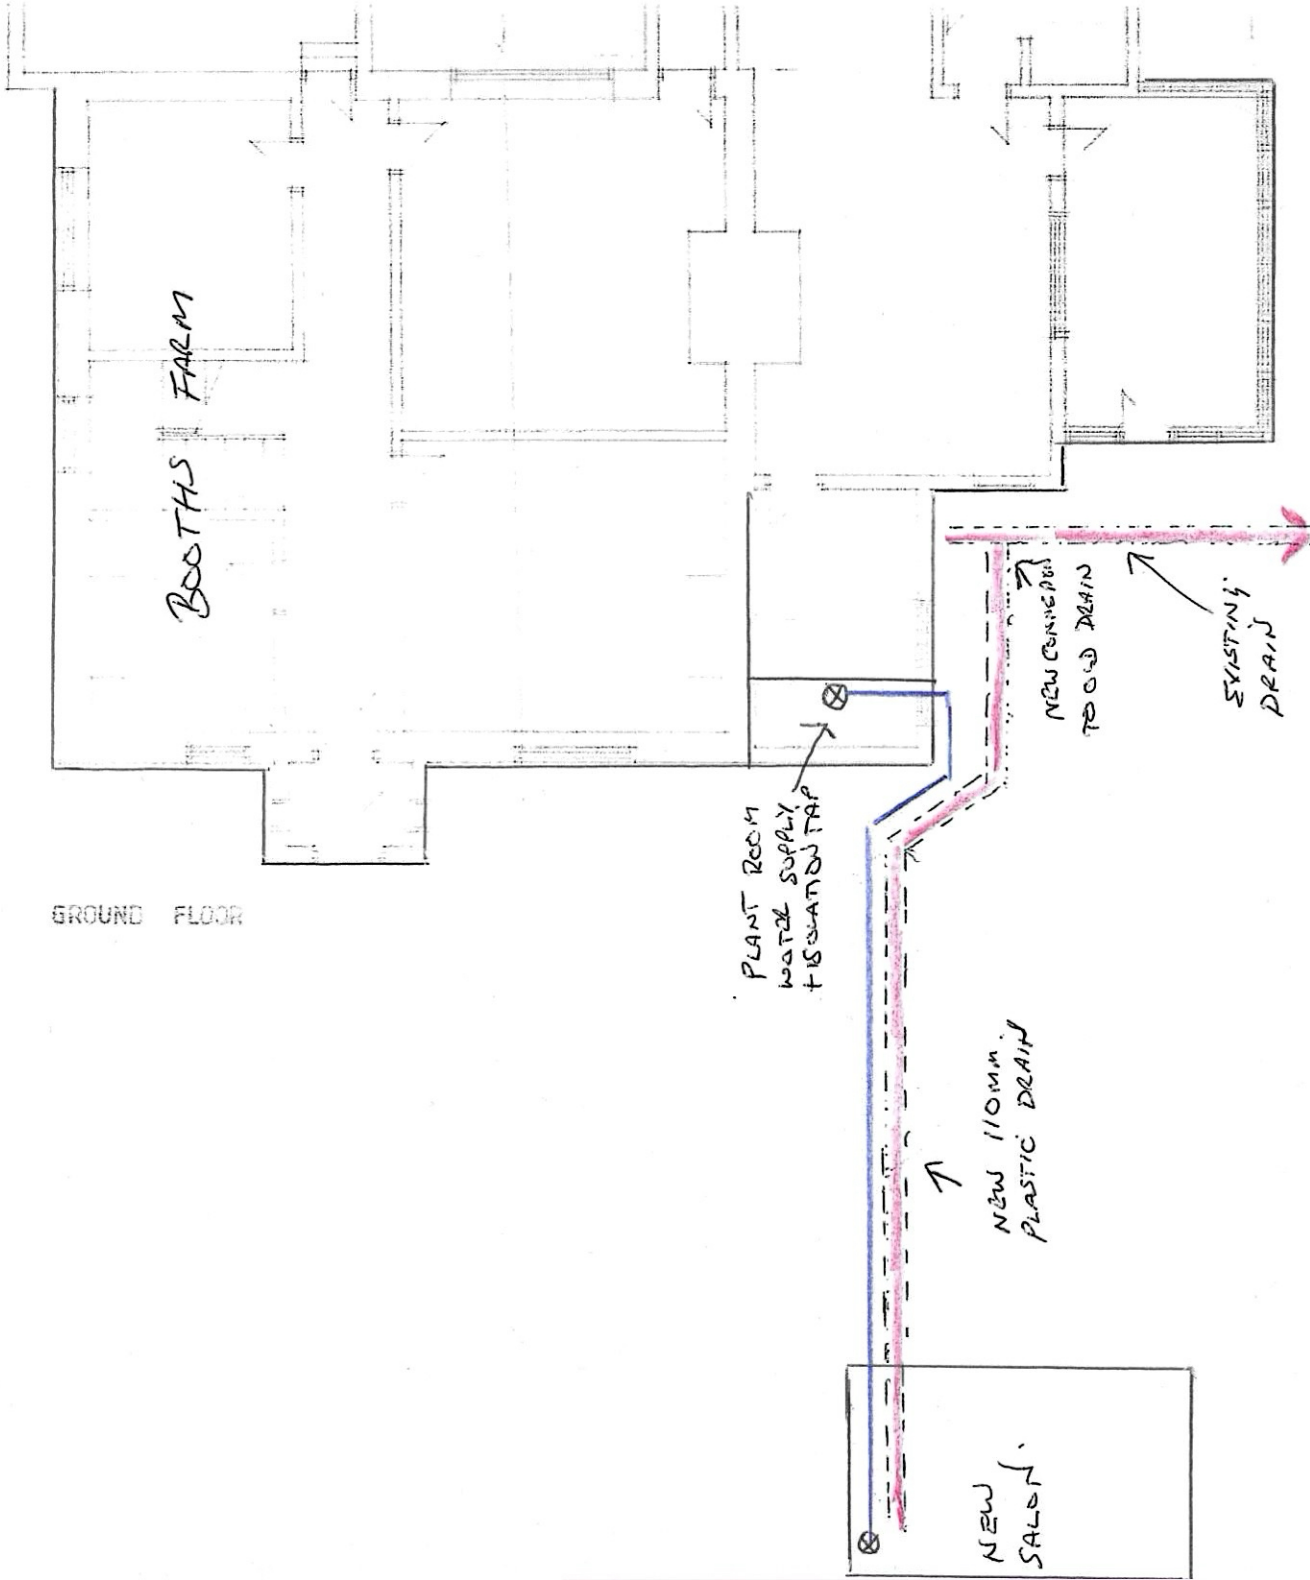 BOOTHS FARM
GROUND FLOOR
PLANT ROOM
WATER SUPPLY
+ ISOLATION TAP
NEW 110MM.
PLASTIC DRAIN
NEW
TO OLD DRAIN
EXISTING
DRAIN
NEW
SALON.